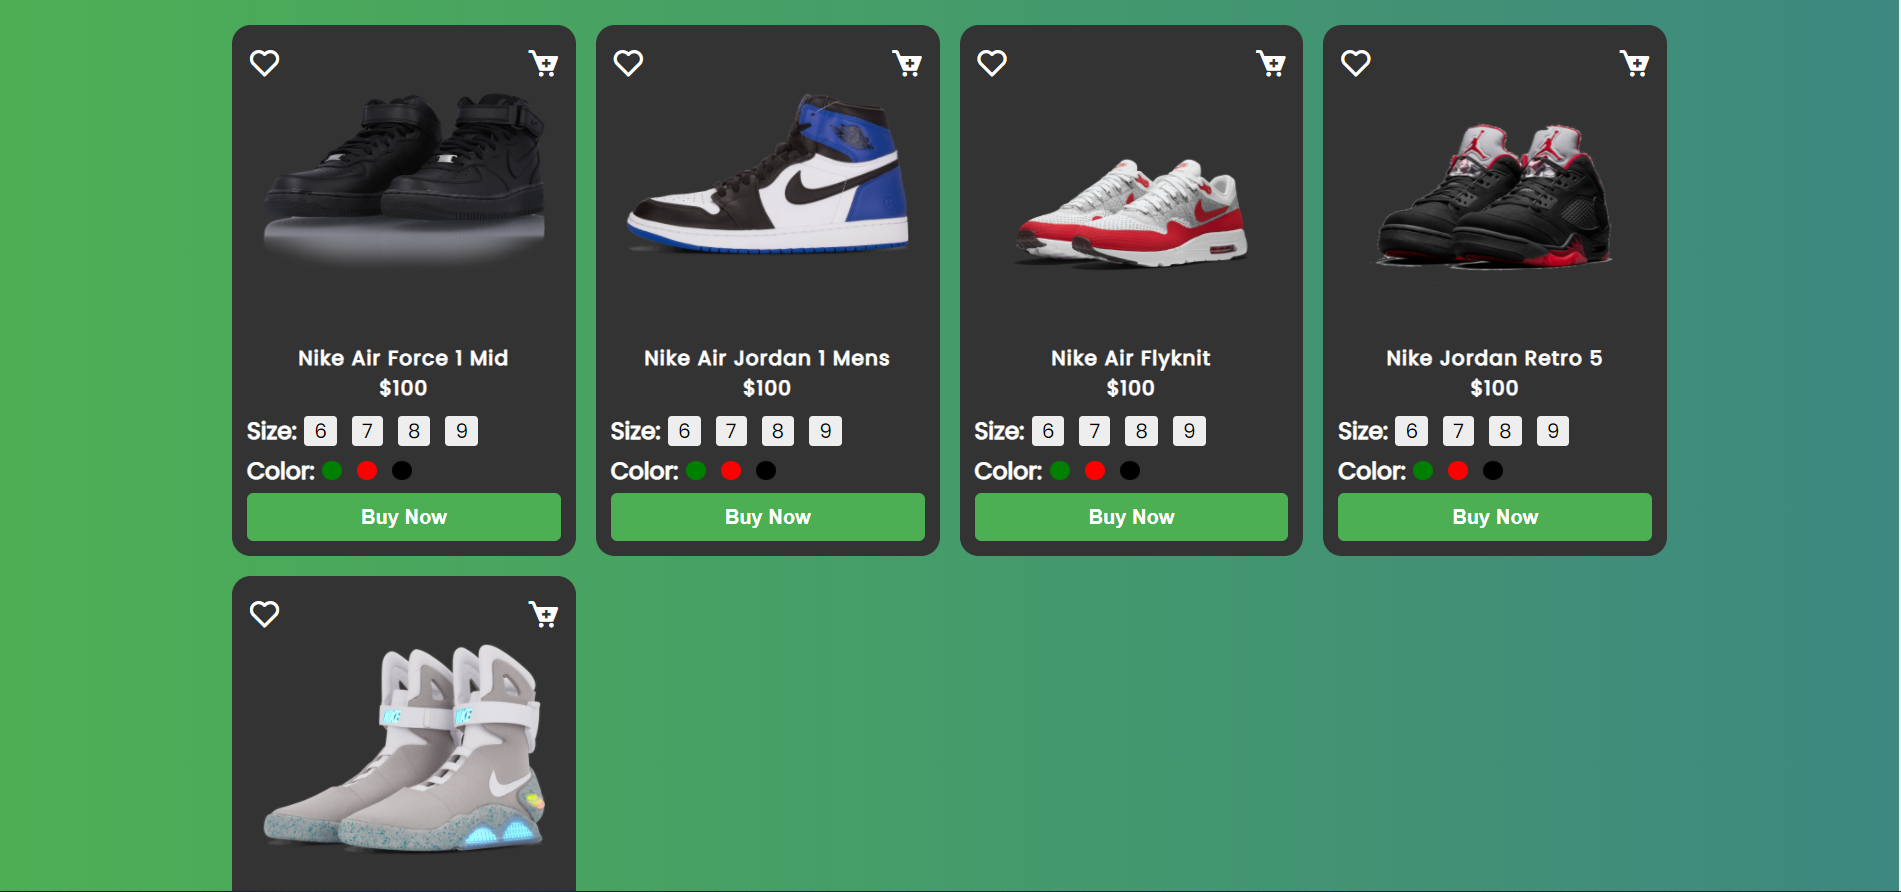 Nike Air Force 1 Mid
$100
Size: 6 7 8 9
Color:
Buy Now
Nike Air Jordan 1 Mens
$100
Size: 6 7 8 9
Color:
Buy Now
Nike Air Flyknit
$100
Size: 6 7 8 9
Color:
Buy Now
Nike Jordan Retro 5
$100
Size: 6 7 8 9
Color:
Buy Now
NIKE NIKE